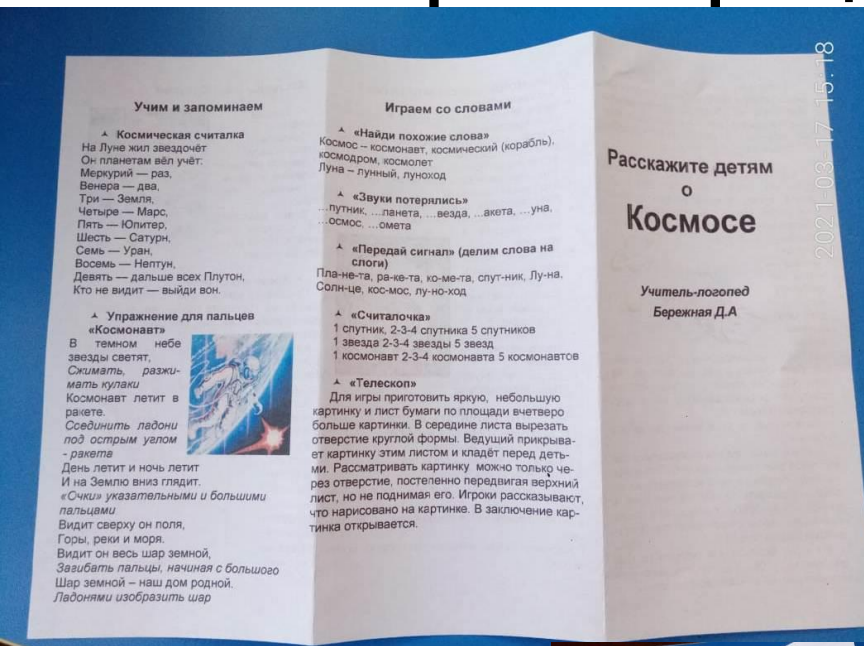 Учим и запоминаем
Космическая считалка
На Луне жил звездочёт
Он планетам вёл учёт:
Меркурий — раз,
Венера — два,
Три — Земля,
Четыре — Марс,
Пять — Юпитер,
Шесть — Сатурн,
Семь — Уран,
Восемь — Нептун,
Девять — дальше всех Плутон,
Кто не видит — выйди вон.
Упражнение для пальцев
«Космонавт»
В темном небе
звезды светят,
Сжимать, разжи-
мать кулаки
Космонавт летит в
ракете.
Соединить ладони
под острым углом
- ракета
День летит и ночь летит
И на Землю вниз глядит.
«Очки» указательными и большими
пальцами
Видит сверху он поля,
Горы, реки и моря.
Видит он весь шар земной,
Загибать пальцы, начиная с большого
Шар земной – наш дом родной.
Ладонями изобразить шар
Играем со словами
«Найди похожие слова»
Космос – космонавт, космический (корабль),
космодром, космолет
Луна – лунный, луноход
«Звуки потерялись»
…путник, …ланета, …везда, …акета, …уна,
…осмос, …омета
«Передай сигнал» (делим слова на
слоги)
Пла-не-та, ра-ке-та, ко-ме-та, спут-ник, Лу-на,
Солн-це, кос-мос, лу-но-ход
«Считалочка»
1 спутник, 2-3-4 спутника 5 спутников
1 звезда 2-3-4 звезды 5 звезд
1 космонавт 2-3-4 космонавта 5 космонавтов
«Телескоп»
Для игры приготовить яркую, небольшую
картинку и лист бумаги по площади вчетверо
больше картинки. В середине листа вырезать
отверстие круглой формы. Ведущий прикрыва-
ет картинку этим листом и кладёт перед деть-
ми. Рассматривать картинку можно только че-
рез отверстие, постепенно передвигая верхний
лист, но не поднимая его. Игроки рассказывают,
что нарисовано на картинке. В заключение кар-
тинка открывается.
Расскажите детям
о
Космосе
Учитель-логопед
Бережная Д.А
2021-03-17 15:18